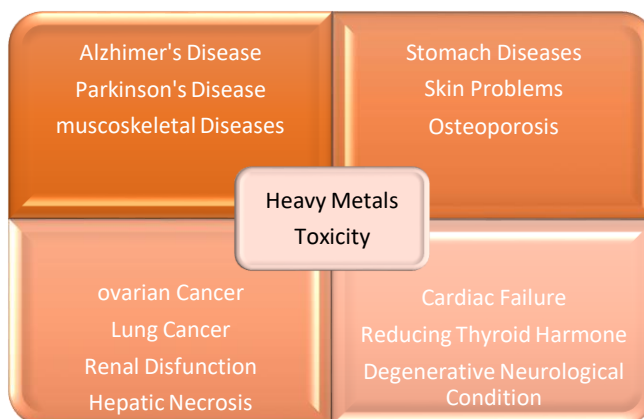 Alzhimer's Disease
Parkinson's Disease
muscoskeletal Diseases
Stomach Diseases
Skin Problems
Osteoporosis
Heavy Metals
Toxicity
ovarian Cancer
Lung Cancer
Renal Disfunction
Hepatic Necrosis
Cardiac Failure
Reducing Thyroid Harmone
Degenerative Neurological
Condition